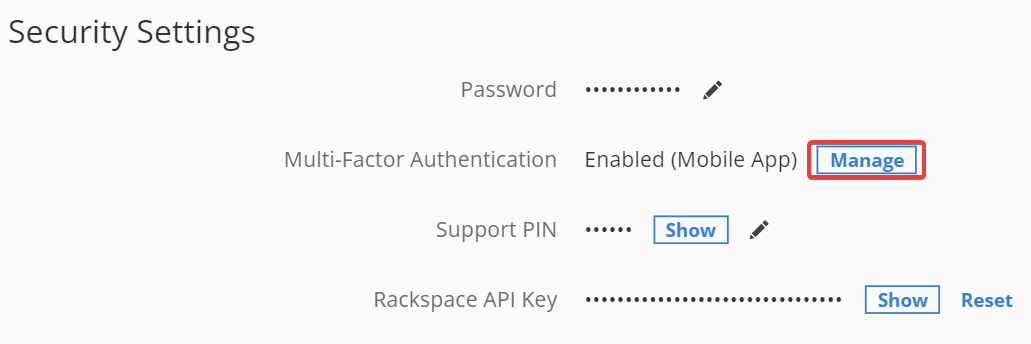 Security Settings
Password ••••••••••••
Multi-Factor Authentication Enabled (Mobile App) Manage
Support PIN •••••• Show
Rackspace API Key •••••••••••••••••••••••••••••••• Show Reset